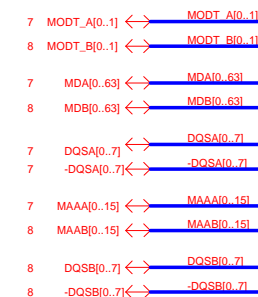 7 MODT_A[0..1] MODT_A[0..1]
8 MODT_B[0..1] MODT_B[0..1]
7 MDA[0..63] MDA[0..63]
8 MDB[0..63] MDB[0..63]
7 DQSA[0..7] DQSA[0..7]
7 -DQSA[0..7] -DQSA[0..7]
7 MAAA[0..15] MAAA[0..15]
8 MAAB[0..15] MAAB[0..15]
8 DQSB[0..7] DQSB[0..7]
8 -DQSB[0..7] -DQSB[0..7]